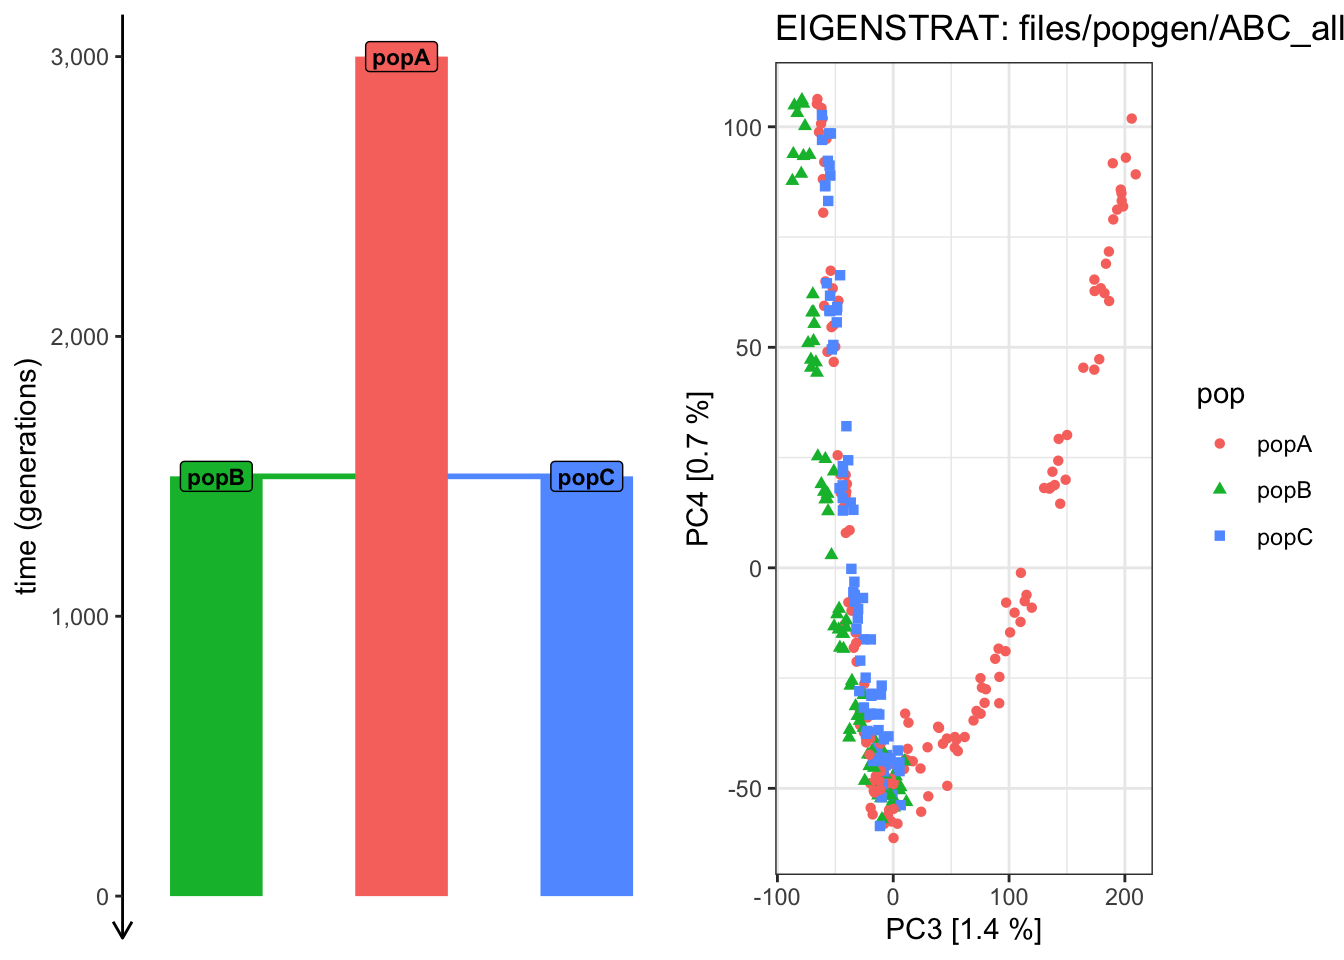 time (generations)
3,000
2,000
1,000
0
popA
popB
popC
EIGENSTRAT: files/popgen/ABC_all
PC4 [0.7 %]
100
50
0
-50
-100
0
100
200
PC3 [1.4 %]
pop
popA
popB
popC